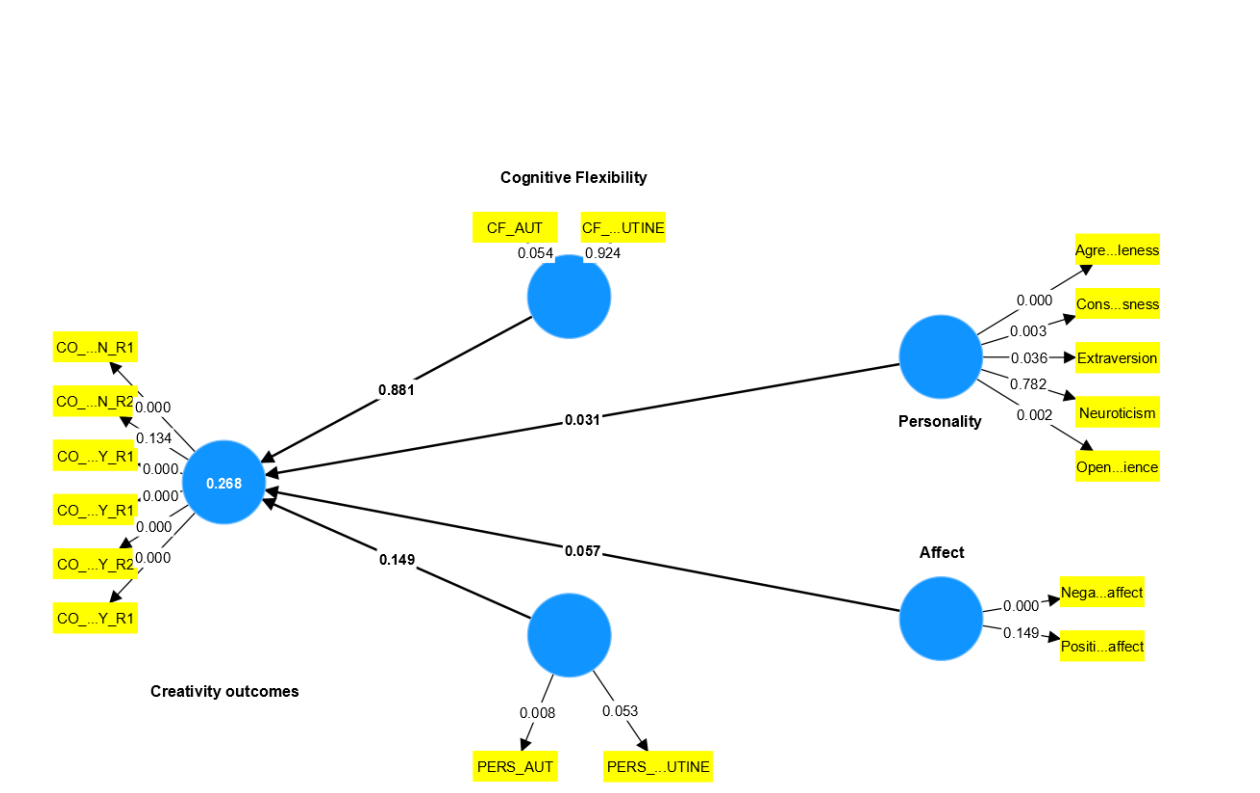 Cognitive Flexibility
CF_AUT
CF_...UTINE
0.054
0.924
Agre...leness
Cons...sness
Extraversion
Neuroticism
Open...ience
0.000
0.003
0.036
0.782
0.002
Personality
CO_...N_R1
CO_...N_R2
CO_...Y_R1
CO_...Y_R1
CO_...Y_R2
CO_...Y_R1
0.000
0.134
0.000
0.000
0.000
0.000
0.268
0.881
0.031
0.057
0.149
Affect
Nega...affect
Positi...affect
0.000
0.149
Creativity outcomes
0.008
0.053
PERS_AUT
PERS_...UTINE